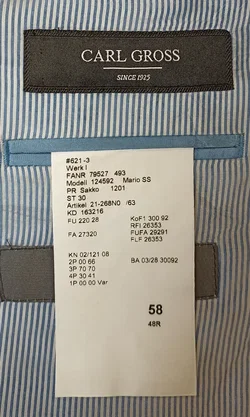 CARL GROSS
SINCE 1925
#621-3
Werk I
FANR 79527 493
Modell 124592 Mario SS
PR Sakko 1201
ST 30
Artikel 21-268N0 /63
KD 163216
FU 220 28 KoF1 300 92
RFI 26353
FA 27320 FUFA 29291
FLF 26353
KN 02/121 08 BA 03/28 30092
2P 00 66
3P 70 70
4P 30 41
1P 00 00 Var
58
48R